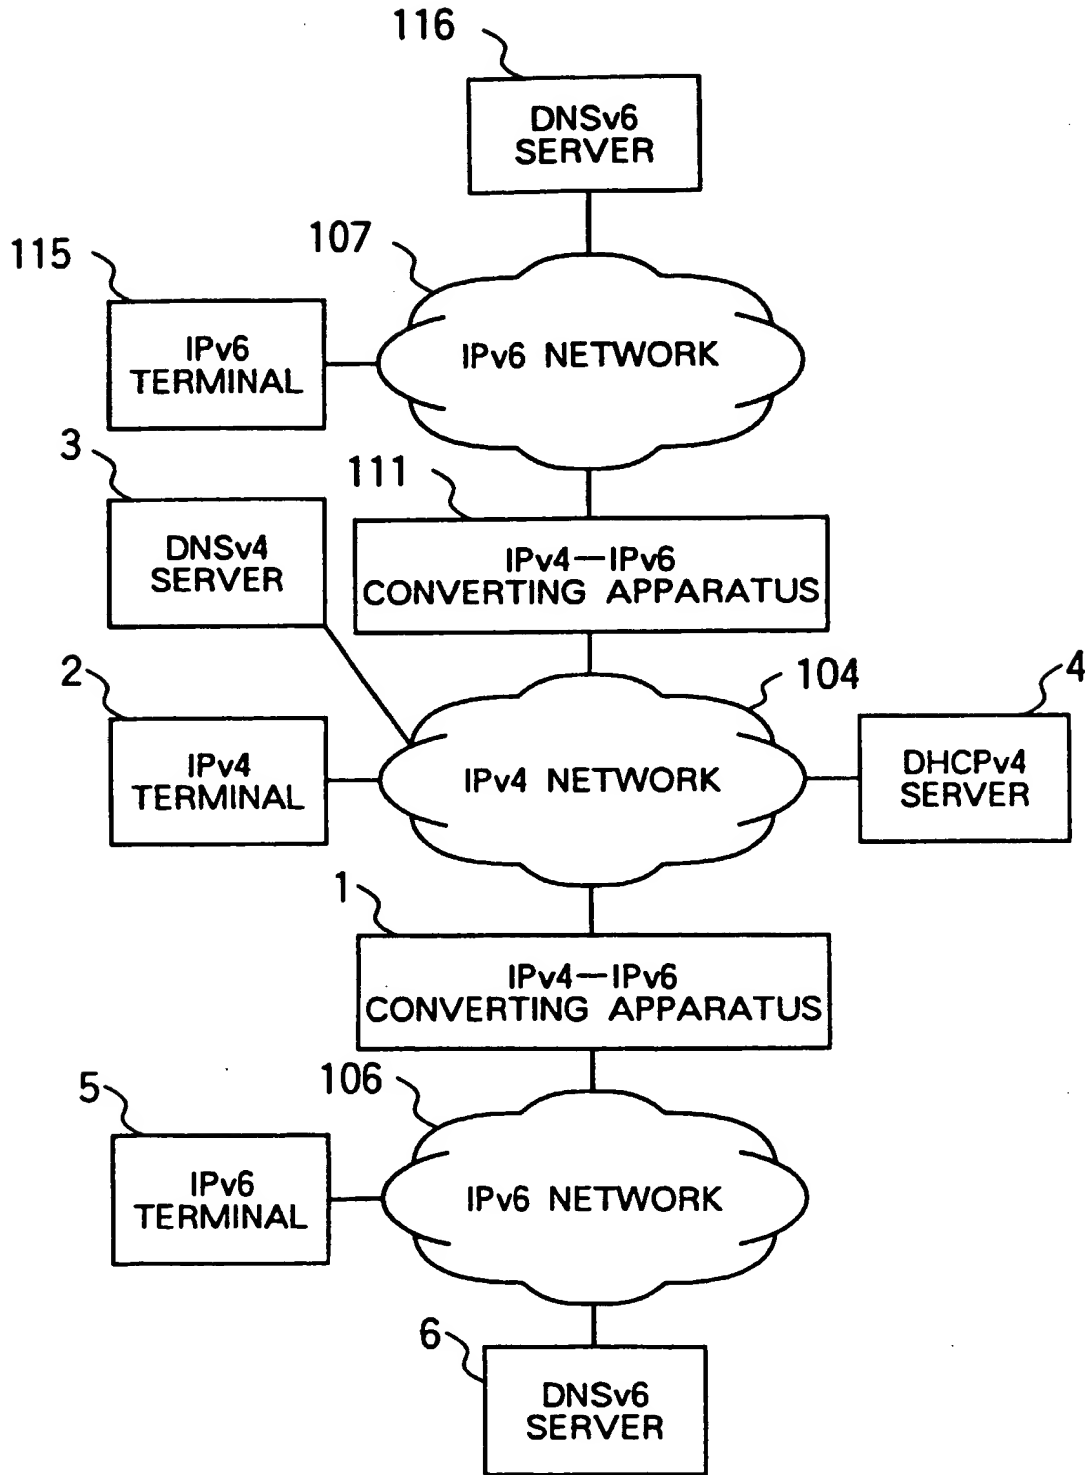 116
DNSv6
SERVER
107
115
IPv6
TERMINAL
IPv6 NETWORK
3
111
DNSv4
SERVER
IPv4—IPv6
CONVERTING APPARATUS
2
104
4
IPv4
TERMINAL
IPv4 NETWORK
DHCPv4
SERVER
1
IPv4—IPv6
CONVERTING APPARATUS
5
106
IPv6
TERMINAL
IPv6 NETWORK
6
DNSv6
SERVER